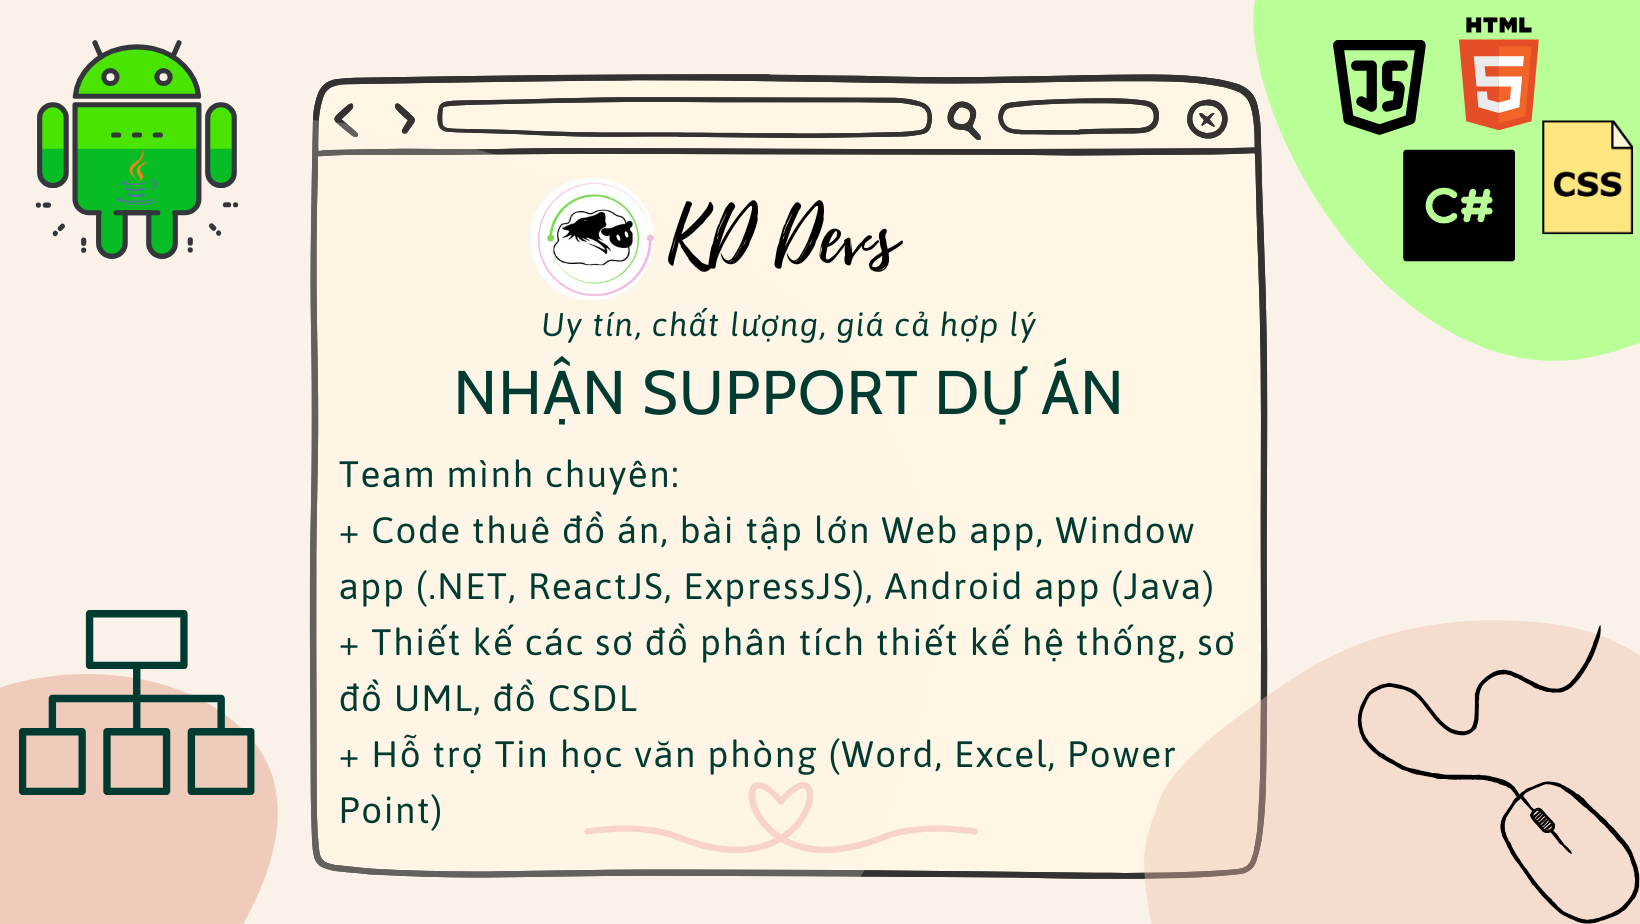 HTML
JS
5
CSS
C#
KD Devs
Uy tín, chất lượng, giá cả hợp lý
NHẬN SUPPORT DỰ ÁN
Team mình chuyên:
+ Code thuê đồ án, bài tập lớn Web app, Window
app (.NET, ReactJS, ExpressJS), Android app (Java)
+ Thiết kế các sơ đồ phân tích thiết kế hệ thống, sơ
đồ UML, đồ CSDL
+ Hỗ trợ Tin học văn phòng (Word, Excel, Power
Point)